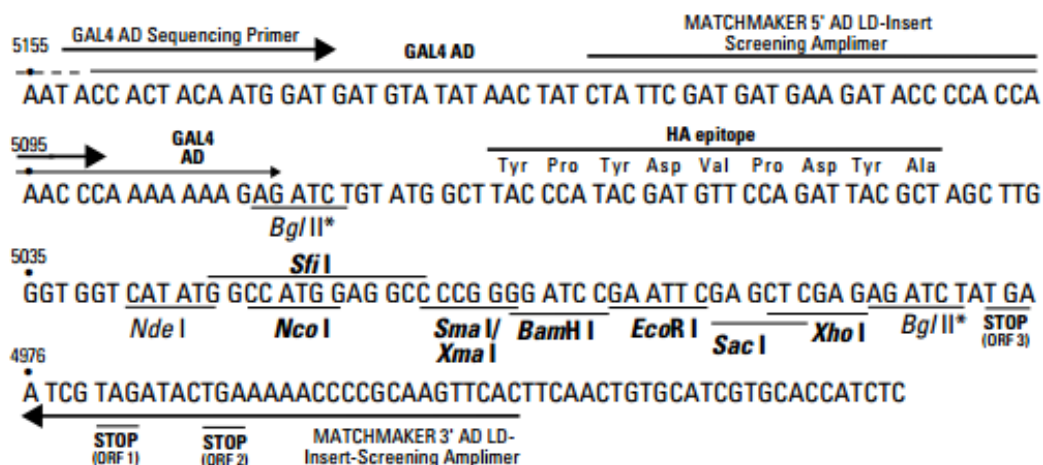 MATCHMAKER 5' AD LD-Insert
GAL4 AD Sequencing Primer
GAL4 AD
Screening Amplimer
5155
AAT ACC ACT ACA ATG GAT GAT GTA TAT AAC TAT CTA TTC GAT GAT GAA GAT ACC CCA CCA
5095
GAL4
AD
HA epitope
Tyr Pro Tyr Asp Val Pro Asp Tyr Ala
AAC CCA AAA AAA GAG ATC TGT ATG GCT TAC CCA TAC GAT GTT CCA GAT TAC GCT AGC TTG
Bgl II*
5035
Sfi I
GGT GGT CAT ATG GCC ATG GAG GCC CCG GGG ATC CGA ATT CGA GCT CGA GAG ATC TAT GA
Nde I
Nco I
Sma I/
Xma I
BamH I
EcoR I
Sac I
Xho I
Bgl II*
STOP
(ORF 3)
4976
A TCG TAGATACTGAAAAACCCCGCAAGTTCACTTCAACTGTGCATCGTGCACCATCTC
STOP
(ORF 1)
STOP
(ORF 2)
MATCHMAKER 3' AD LD-
Insert-Screening Amplimer